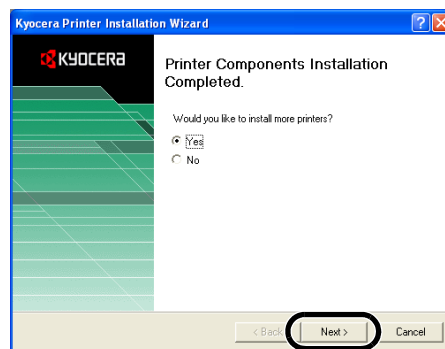 Kyocera Printer Installation Wizard
KYOCERA
Printer Components Installation
Completed.
Would you like to install more printers?
Yes
No
< Back
Next >
Cancel